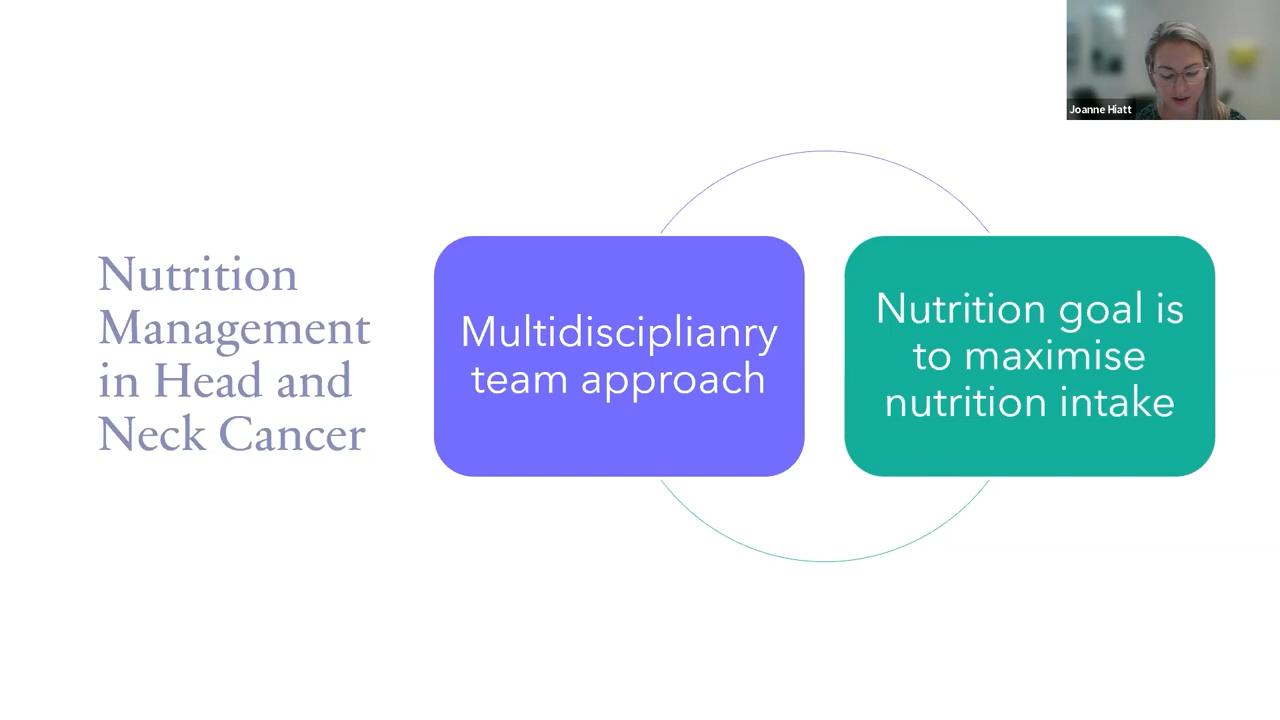 Joanne Hiatt
Nutrition
Management
in Head and
Neck Cancer
Multidisciplianry
team approach
Nutrition goal is
to maximise
nutrition intake